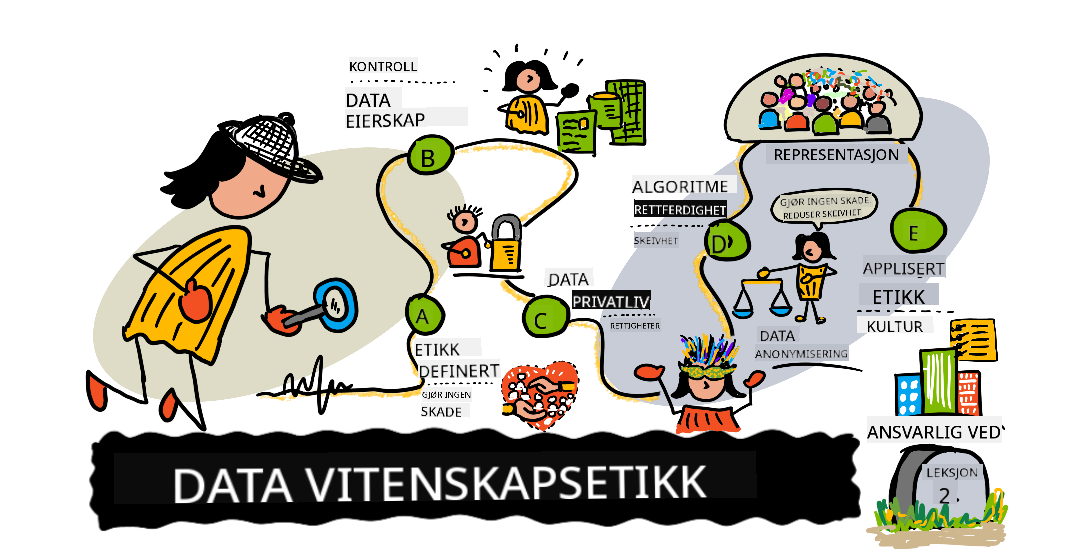 KONTROLL
DATA
EIERSKAP
B
A
ETIKK
DEFINERT
GJØR INGEN
SKADE
C
DATA
PRIVATLIV
RETTIGHETER
ALGORITME
RETTFERDIGHET
SKEIVHET
D
DATA
ANONYMISERING
REPRESENTASJON
GJØR INGEN SKADE
REDUSER SKEIVHET
E
APPLISERT
ETIKK
KULTUR
ANSVARLIG VED
LEKSJON
2
DATA VITENSKAPSETIKK